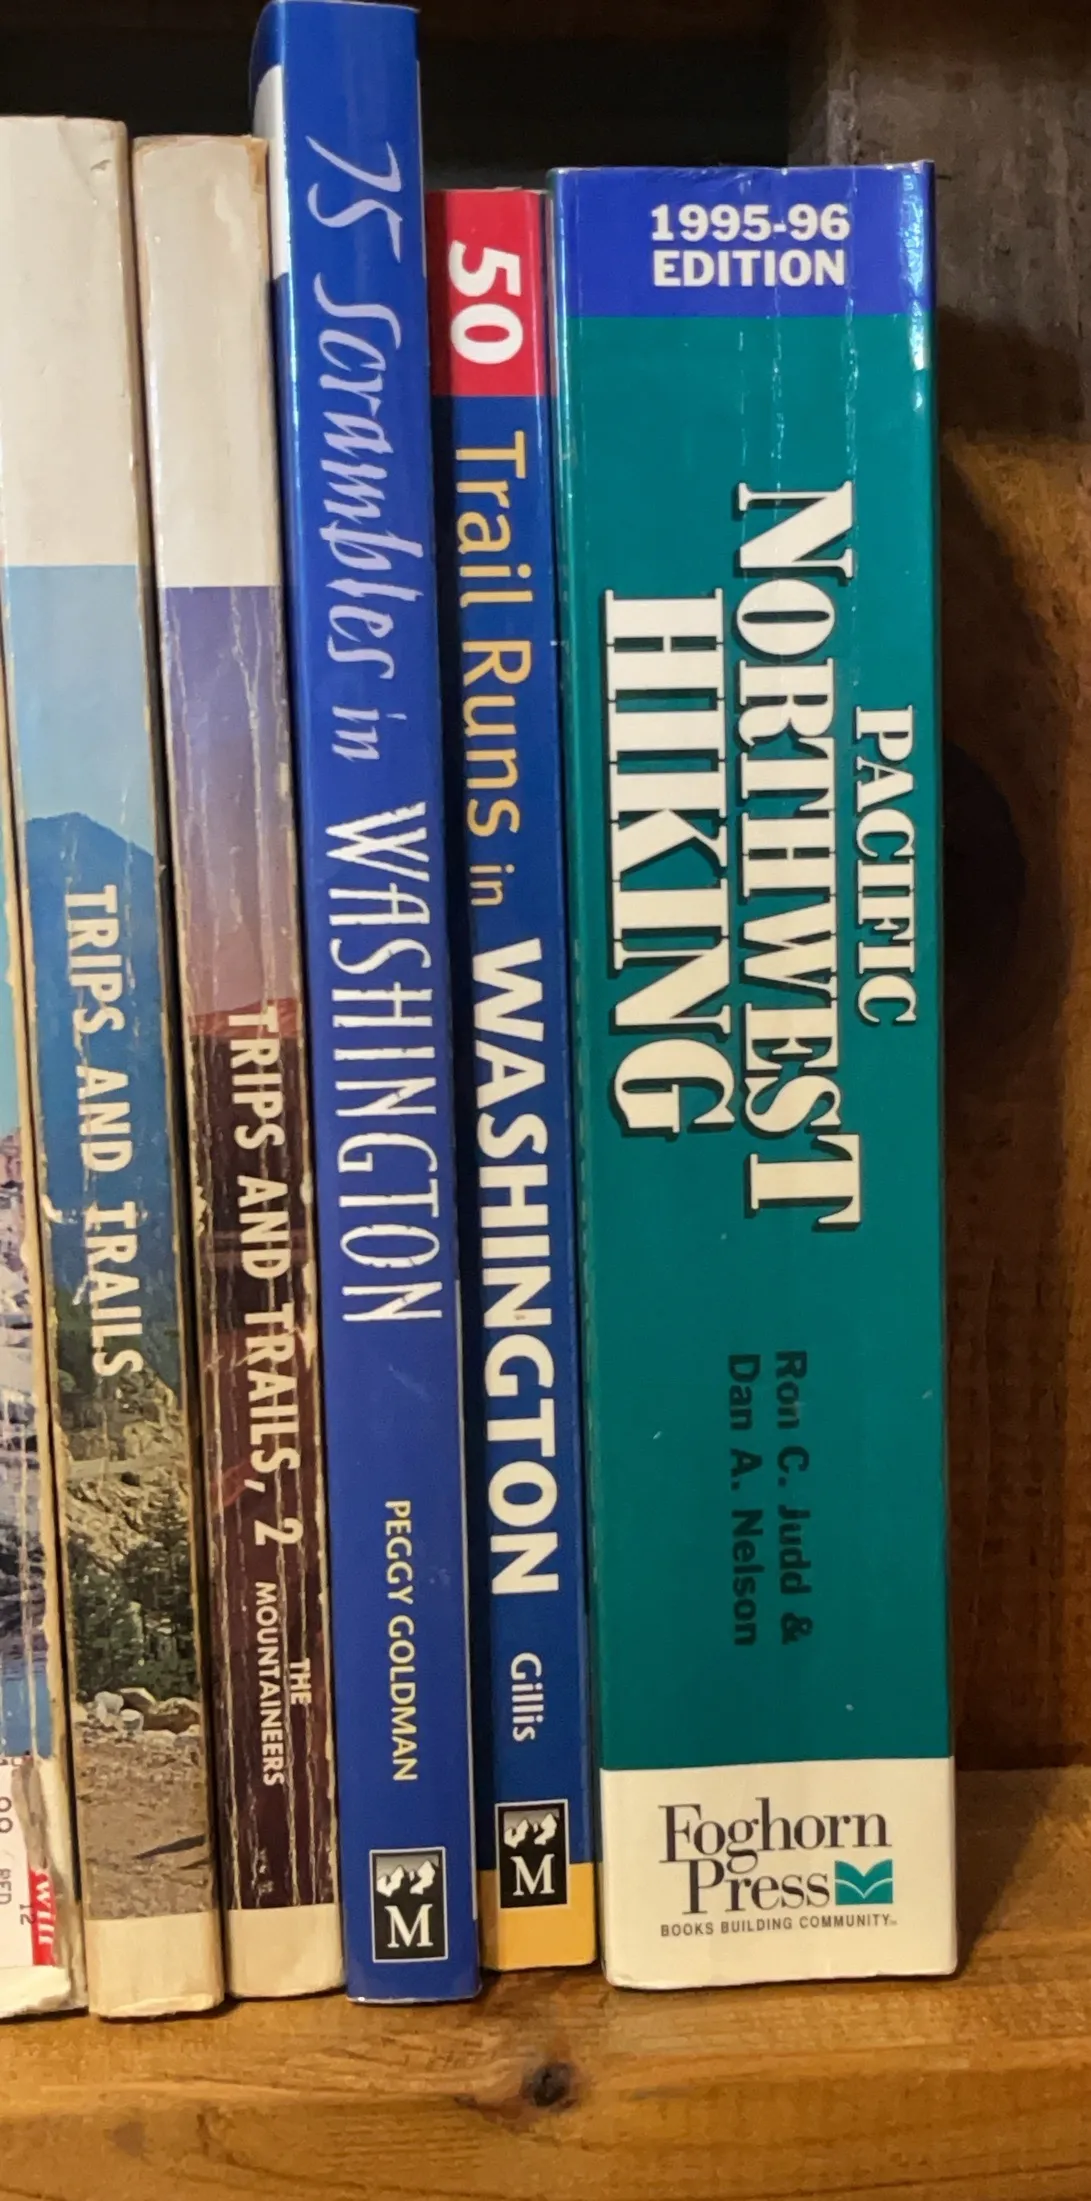 TRIPS AND TRAILS
TRIPS AND TRAILS, 2
THE
MOUNTAINEERS
75 Scrambles in WASHINGTON
PEGGY GOLDMAN
M
50 Trail Runs in WASHINGTON
Gillis
M
1995-96
EDITION
PACIFIC
NORTHWEST
HIKING
Ron C. Judd &
Dan A. Nelson
Foghorn
Press
BOOKS BUILDING COMMUNITY